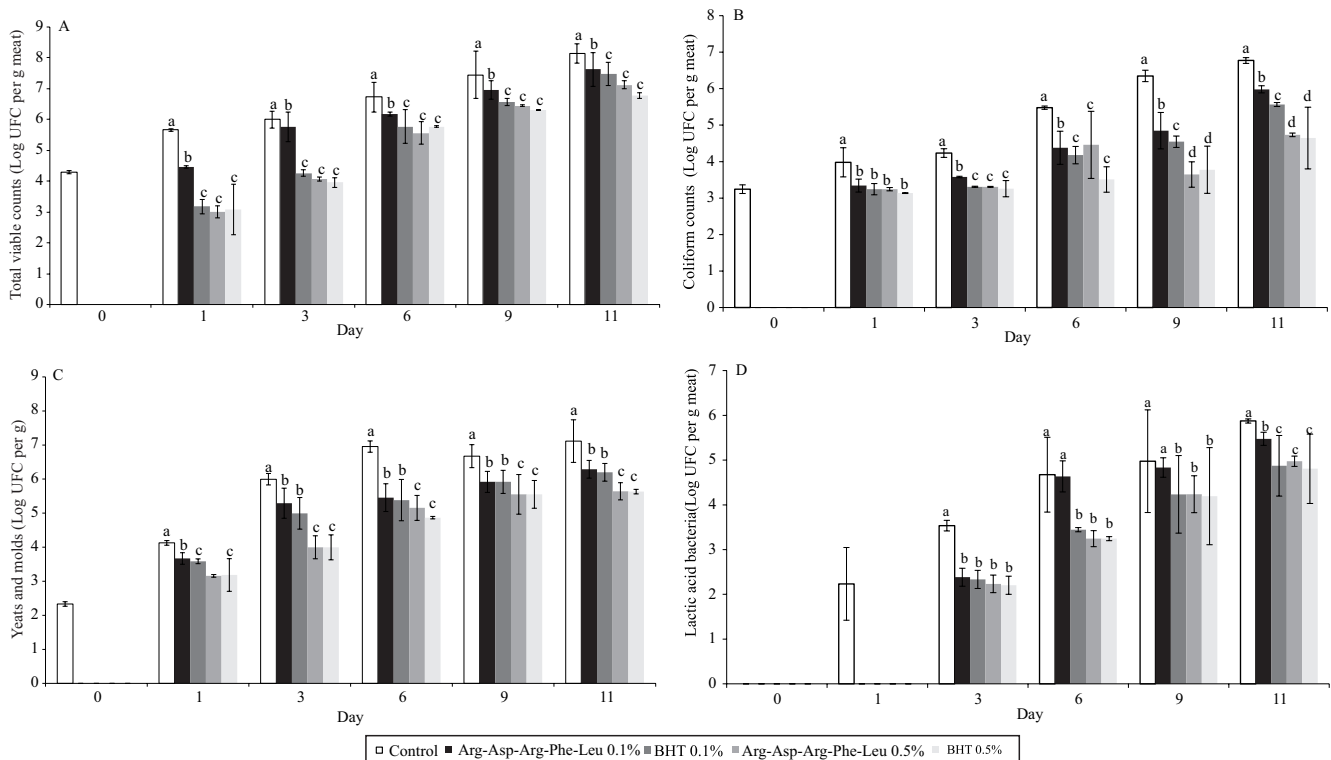 A
Total viable counts (Log UFC per g meat)
9
8
7
6
5
4
3
2
1
0
a
b
c
c
c
a
b
c
c
c
a
b
c
c
c
a
b
c
c
c
a
b
c
c
c
0 1 3 6 9 11
Day
B
Coliform counts (Log UFC per g meat)
8
7
6
5
4
3
2
1
0
a
b
b
b
b
a
b
c
c
c
a
b
c
c
c
a
b
c
d
d
a
b
c
d
d
0 1 3 6 9 11
Day
C
Yeats and molds (Log UFC per g)
9
8
7
6
5
4
3
2
1
0
a
b
c
c
c
a
b
b
c
c
a
b
b
c
c
a
b
b
c
c
a
b
b
c
c
0 1 3 6 9 11
Day
D
Lactic acid bacteria(Log UFC per g meat)
7
6
5
4
3
2
1
0
a
b
b
b
b
a
a
b
b
b
a
a
b
b
b
a
b
c
c
c
0 1 3 6 9 11
Day
Control Arg-Asp-Arg-Phe-Leu 0.1% BHT 0.1% Arg-Asp-Arg-Phe-Leu 0.5% BHT 0.5%